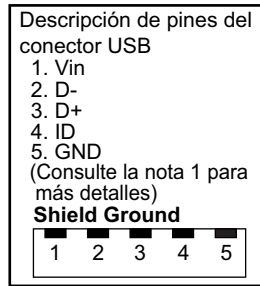 Descripción de pines del
conector USB
1. Vin
2. D-
3. D+
4. ID
5. GND
(Consulte la nota 1 para
más detalles)
Shield Ground
1 2 3 4 5